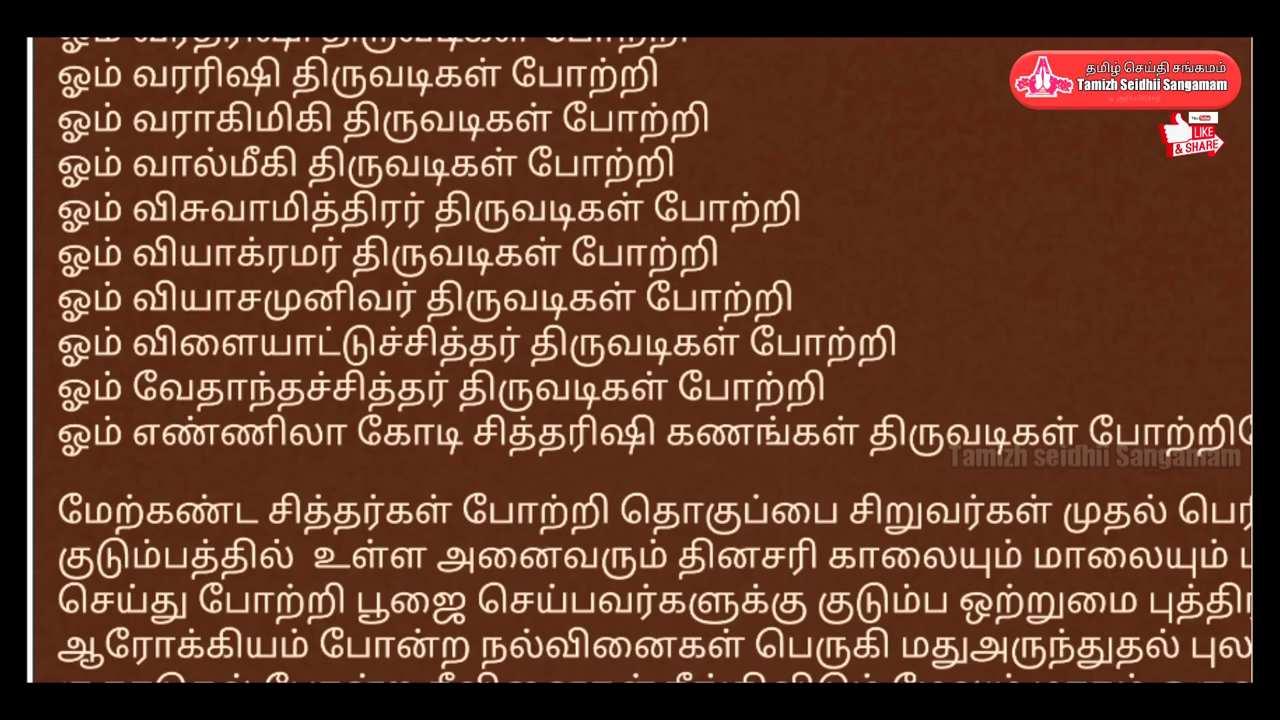 ஓம் வரரிஷி திருவடிகள் போற்றி
ஓம் வராகிமிகி திருவடிகள் போற்றி
ஓம் வால்மீகி திருவடிகள் போற்றி
ஓம் விசுவாமித்திரர் திருவடிகள் போற்றி
ஓம் வியாக்ரமர் திருவடிகள் போற்றி
ஓம் வியாசமுனிவர் திருவடிகள் போற்றி
ஓம் விளையாட்டுச்சித்தர் திருவடிகள் போற்றி
ஓம் வேதாந்தச்சித்தர் திருவடிகள் போற்றி
ஓம் எண்ணிலா கோடி சித்தரிஷி கணங்கள் திருவடிகள் போற்றி
மேற்கண்ட சித்தர்கள் போற்றி தொகுப்பை சிறுவர்கள் முதல்
குடும்பத்தில் உள்ள அனைவரும் தினசரி காலையும் மாலையும்
செய்து போற்றி பூஜை செய்பவர்களுக்கு குடும்ப ஒற்றுமை
ஆரோக்கியம் போன்ற நல்வினைகள் பெருகி மதுஅருந்துதல்
தமிழ் செய்தி சங்கமம்
Tamizh Seidhii Sangamam
You Tube
LIKE
& SHARE
Tamizh seidhii Sangamam